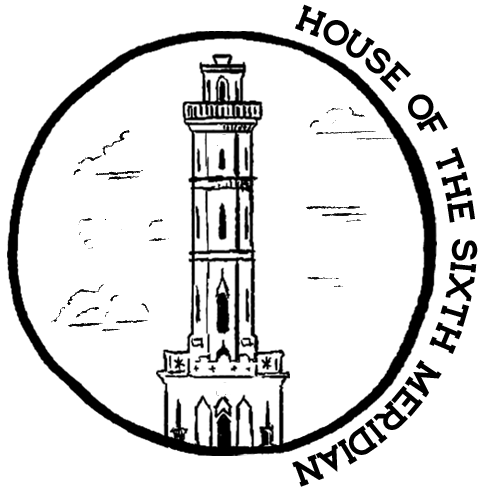 HOUSE OF THE SIXTH MERIDIAN